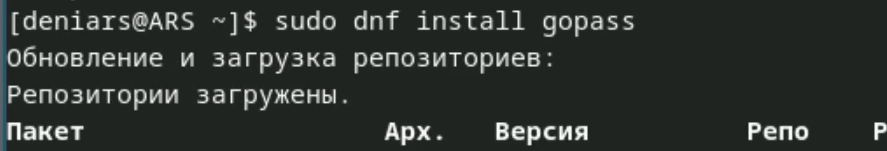 [deniars@ARS ~]$ sudo dnf install gopass
Обновление и загрузка репозиториев:
Репозитории загружены.
Пакет Арх. Версия Репо Р